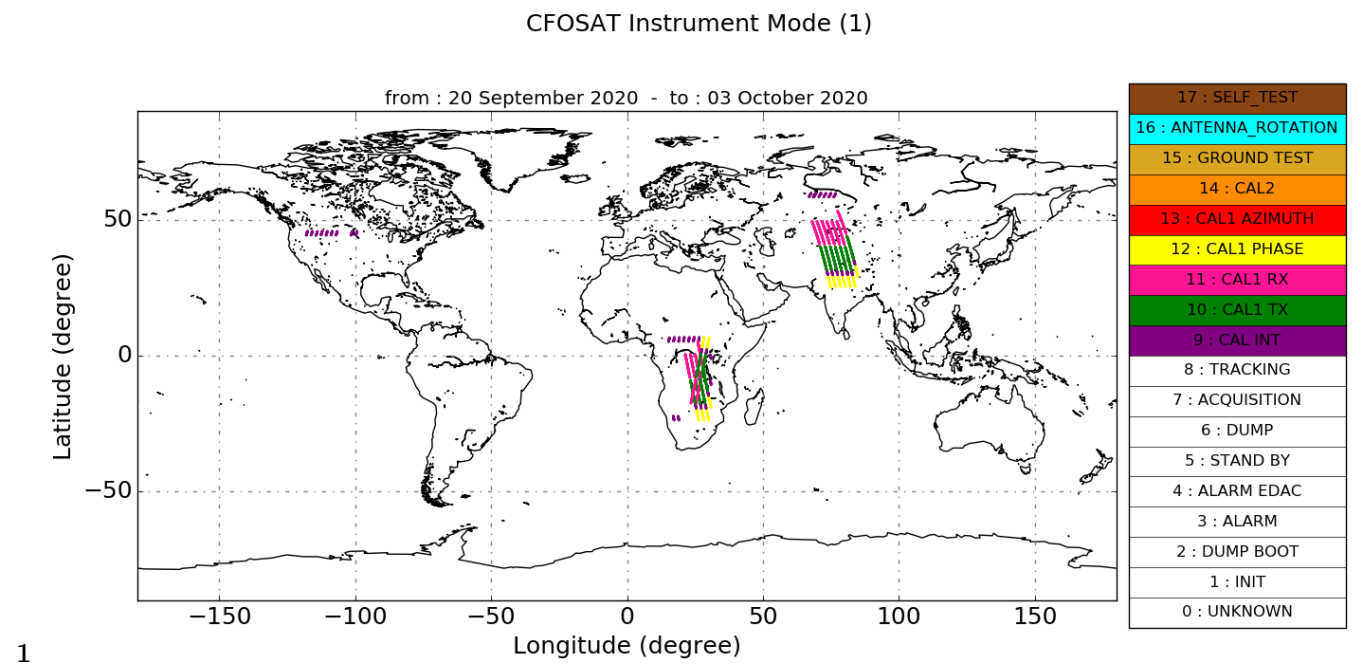 CFOSAT Instrument Mode (1)
from : 20 September 2020 - to : 03 October 2020
17 : SELF_TEST
16 : ANTENNA_ROTATION
15 : GROUND TEST
14 : CAL2
13 : CAL1 AZIMUTH
12 : CAL1 PHASE
11 : CAL1 RX
10 : CAL1 TX
9 : CAL INT
8 : TRACKING
7 : ACQUISITION
6 : DUMP
5 : STAND BY
4 : ALARM EDAC
3 : ALARM
2 : DUMP BOOT
1 : INIT
0 : UNKNOWN
Latitude (degree)
50
0
−50
−150 −100 −50 0 50 100 150
Longitude (degree)
1